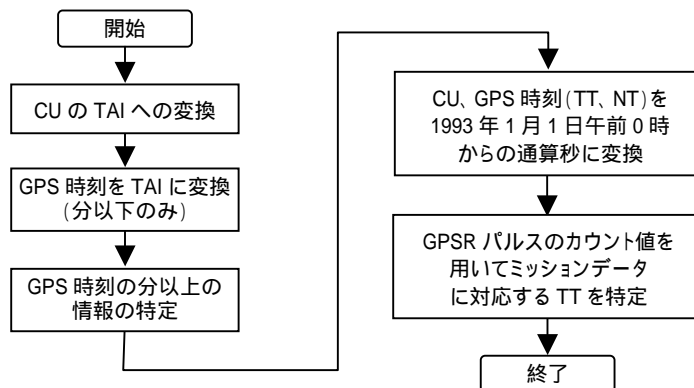 開始
CU の TAI への変換
GPS 時刻を TAI に変換
(分以下のみ)
GPS 時刻の分以上の
情報の特定
CU、GPS 時刻(TT、NT)を
1993 年 1 月 1 日午前 0 時
からの通算秒に変換
GPSR パルスのカウント値を
用いてミッションデータ
に対応する TT を特定
終了